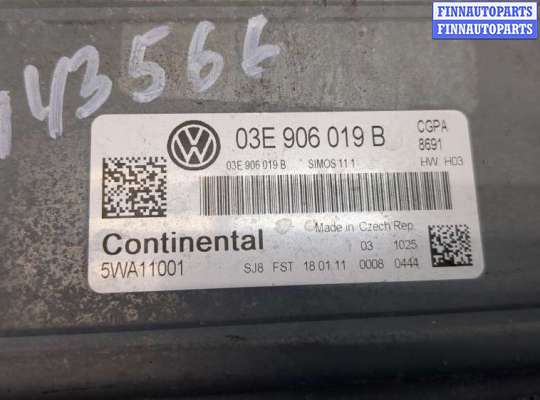 FINNAUTOPARTS
FINNAUTOPARTS
143566
03E 906 019 B
CGPA
8691
03E 906 019 B SIMOS 11 1
HW H03
Made in Czech Rep.
Continental
03 1025
5WA11001
SJ8 FST 18.01.11 0008 0444